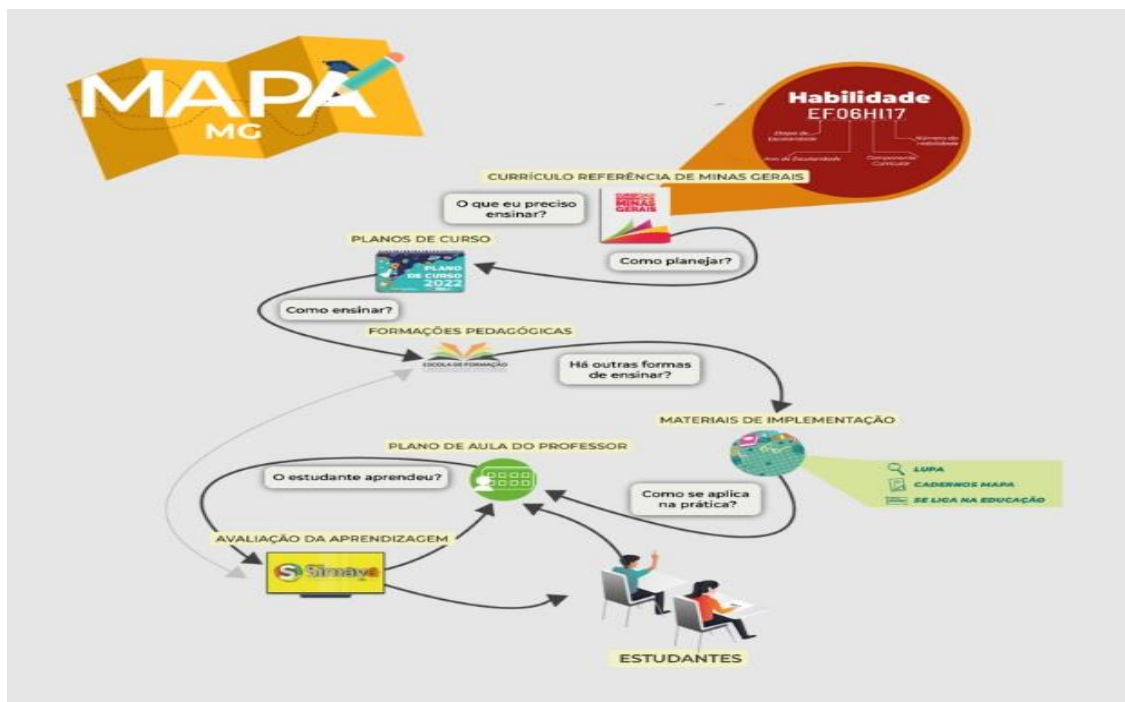 MAPA
MG
Habilidade
EF06HI17
Etapa de
Escolaridade
Número da
Habilidade
Ano de Escolaridade
Componente
Curricular
CURRÍCULO REFERÊNCIA DE MINAS GERAIS
O que eu preciso
ensinar?
MINAS
GERAIS
Como planejar?
PLANOS DE CURSO
PLANO
DE CURSO
2022
Como ensinar?
FORMAÇÕES PEDAGÓGICAS
ESCOLA DE FORMAÇÃO
Há outras formas
de ensinar?
MATERIAIS DE IMPLEMENTAÇÃO
LUPA
CADERNOS MAPA
SE LIGA NA EDUCAÇÃO
PLANO DE AULA DO PROFESSOR
O estudante aprendeu?
Como se aplica
na prática?
AVALIAÇÃO DA APRENDIZAGEM
S Simave
ESTUDANTES